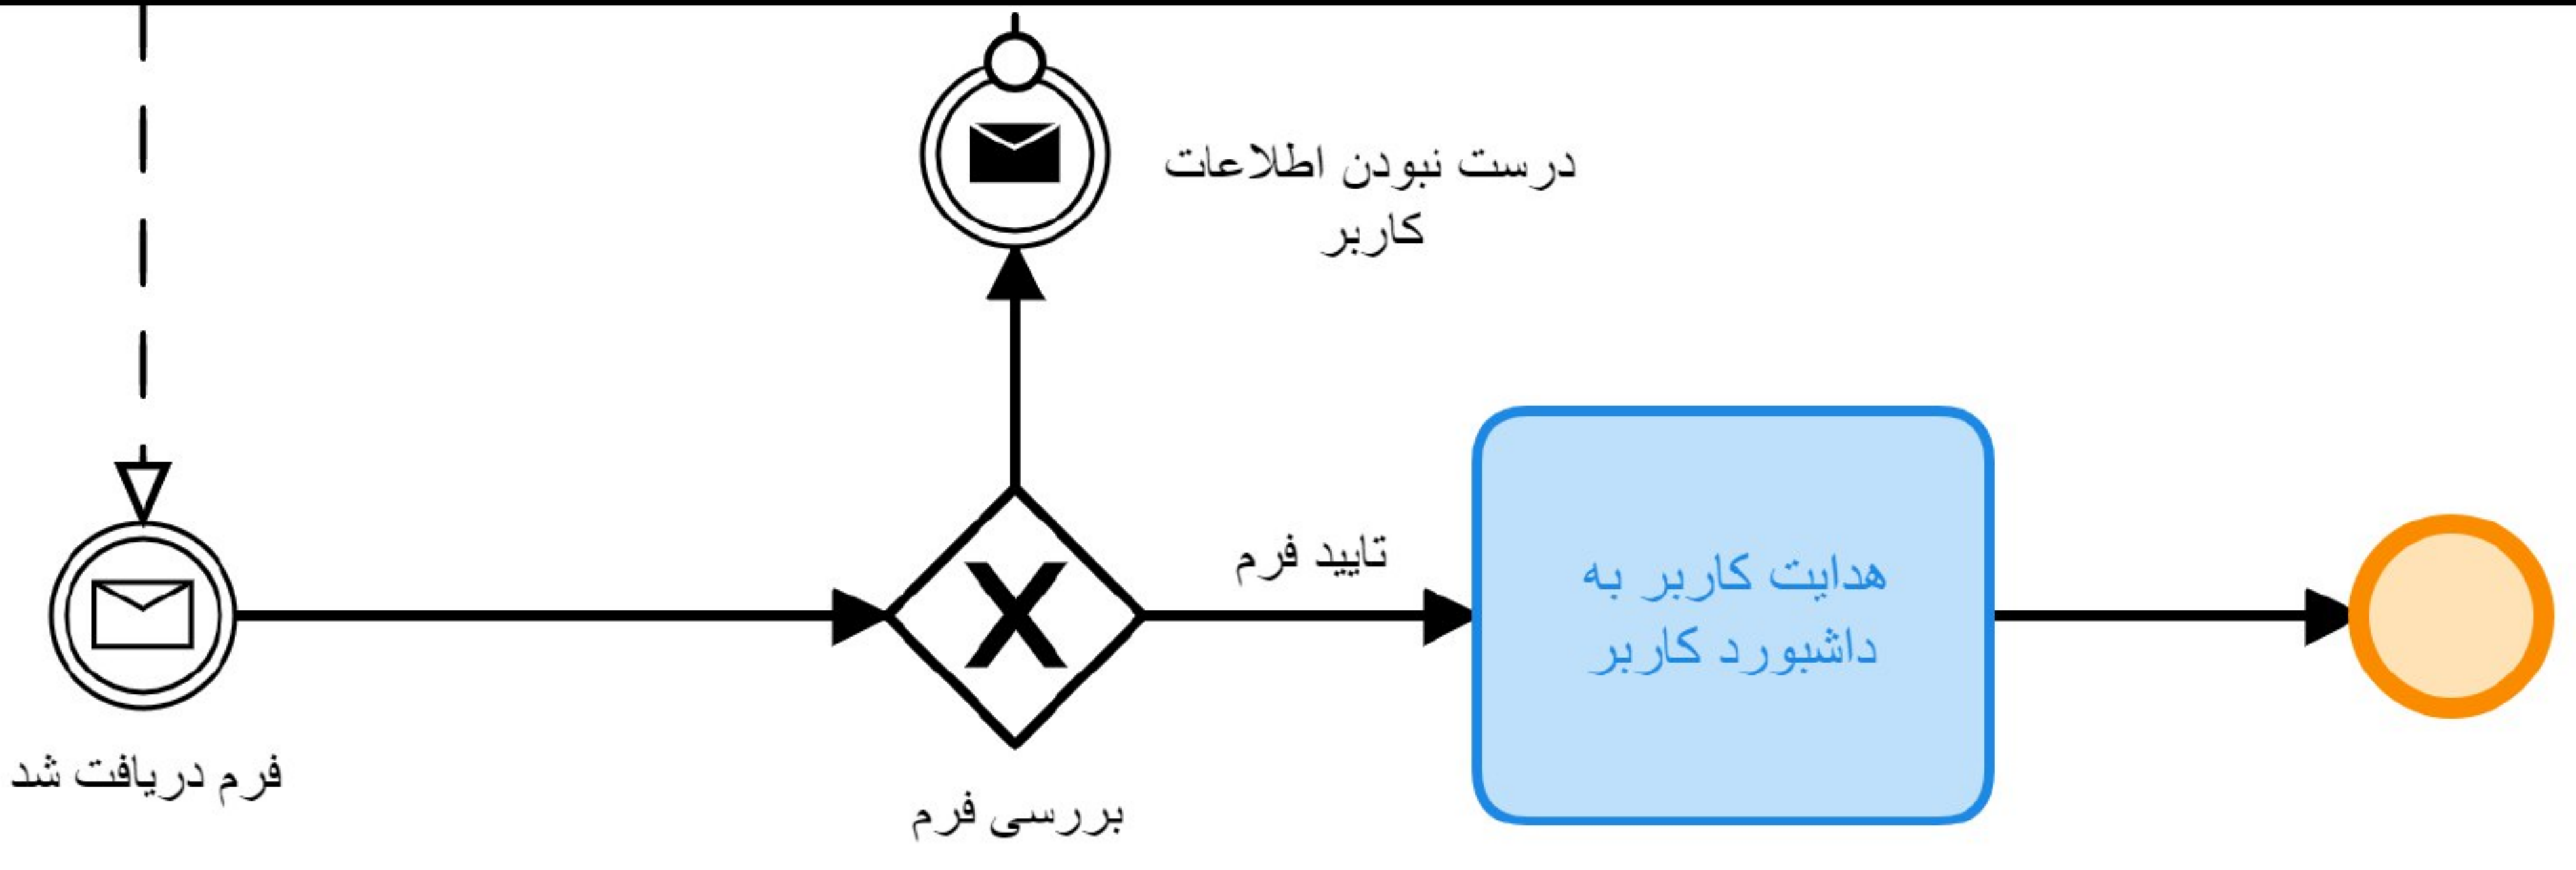 درست نبودن اطلاعات
کاربر
تایید فرم
هدایت کاربر به
داشبورد کاربر
فرم دریافت شد
بررسی فرم